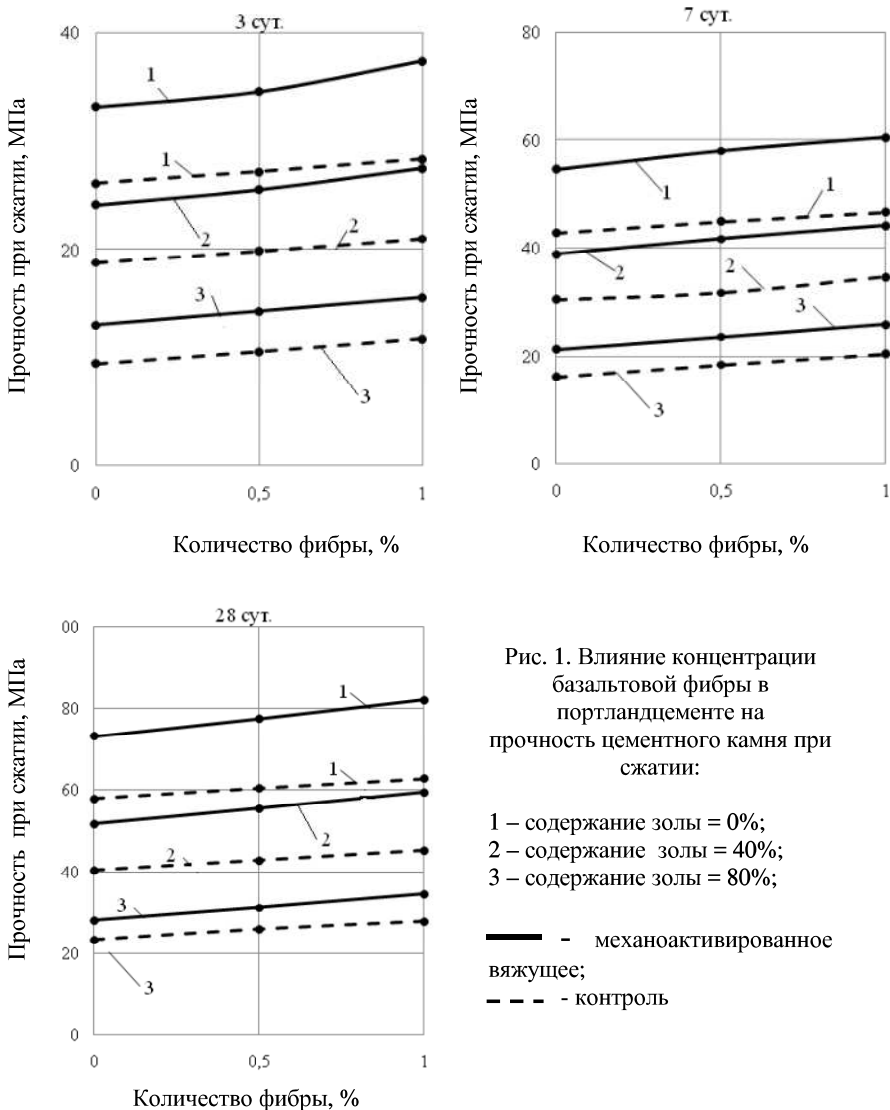 3 сут.
40
20
0
0
0,5
1
1
1
2
2
3
3
Прочность при сжатии, МПа
Количество фибры, %
7 сут.
80
60
40
20
0
0
0,5
1
1
1
2
2
3
3
Прочность при сжатии, МПа
Количество фибры, %
28 сут.
00
80
60
40
20
0
0
0,5
1
1
1
2
2
3
3
Прочность при сжатии, МПа
Количество фибры, %
Рис. 1. Влияние концентрации
базальтовой фибры в
портландцементе на
прочность цементного камня при
сжатии:
1 – содержание золы = 0%;
2 – содержание золы = 40%;
3 – содержание золы = 80%;
- механоактивированное
вяжущее;
- контроль